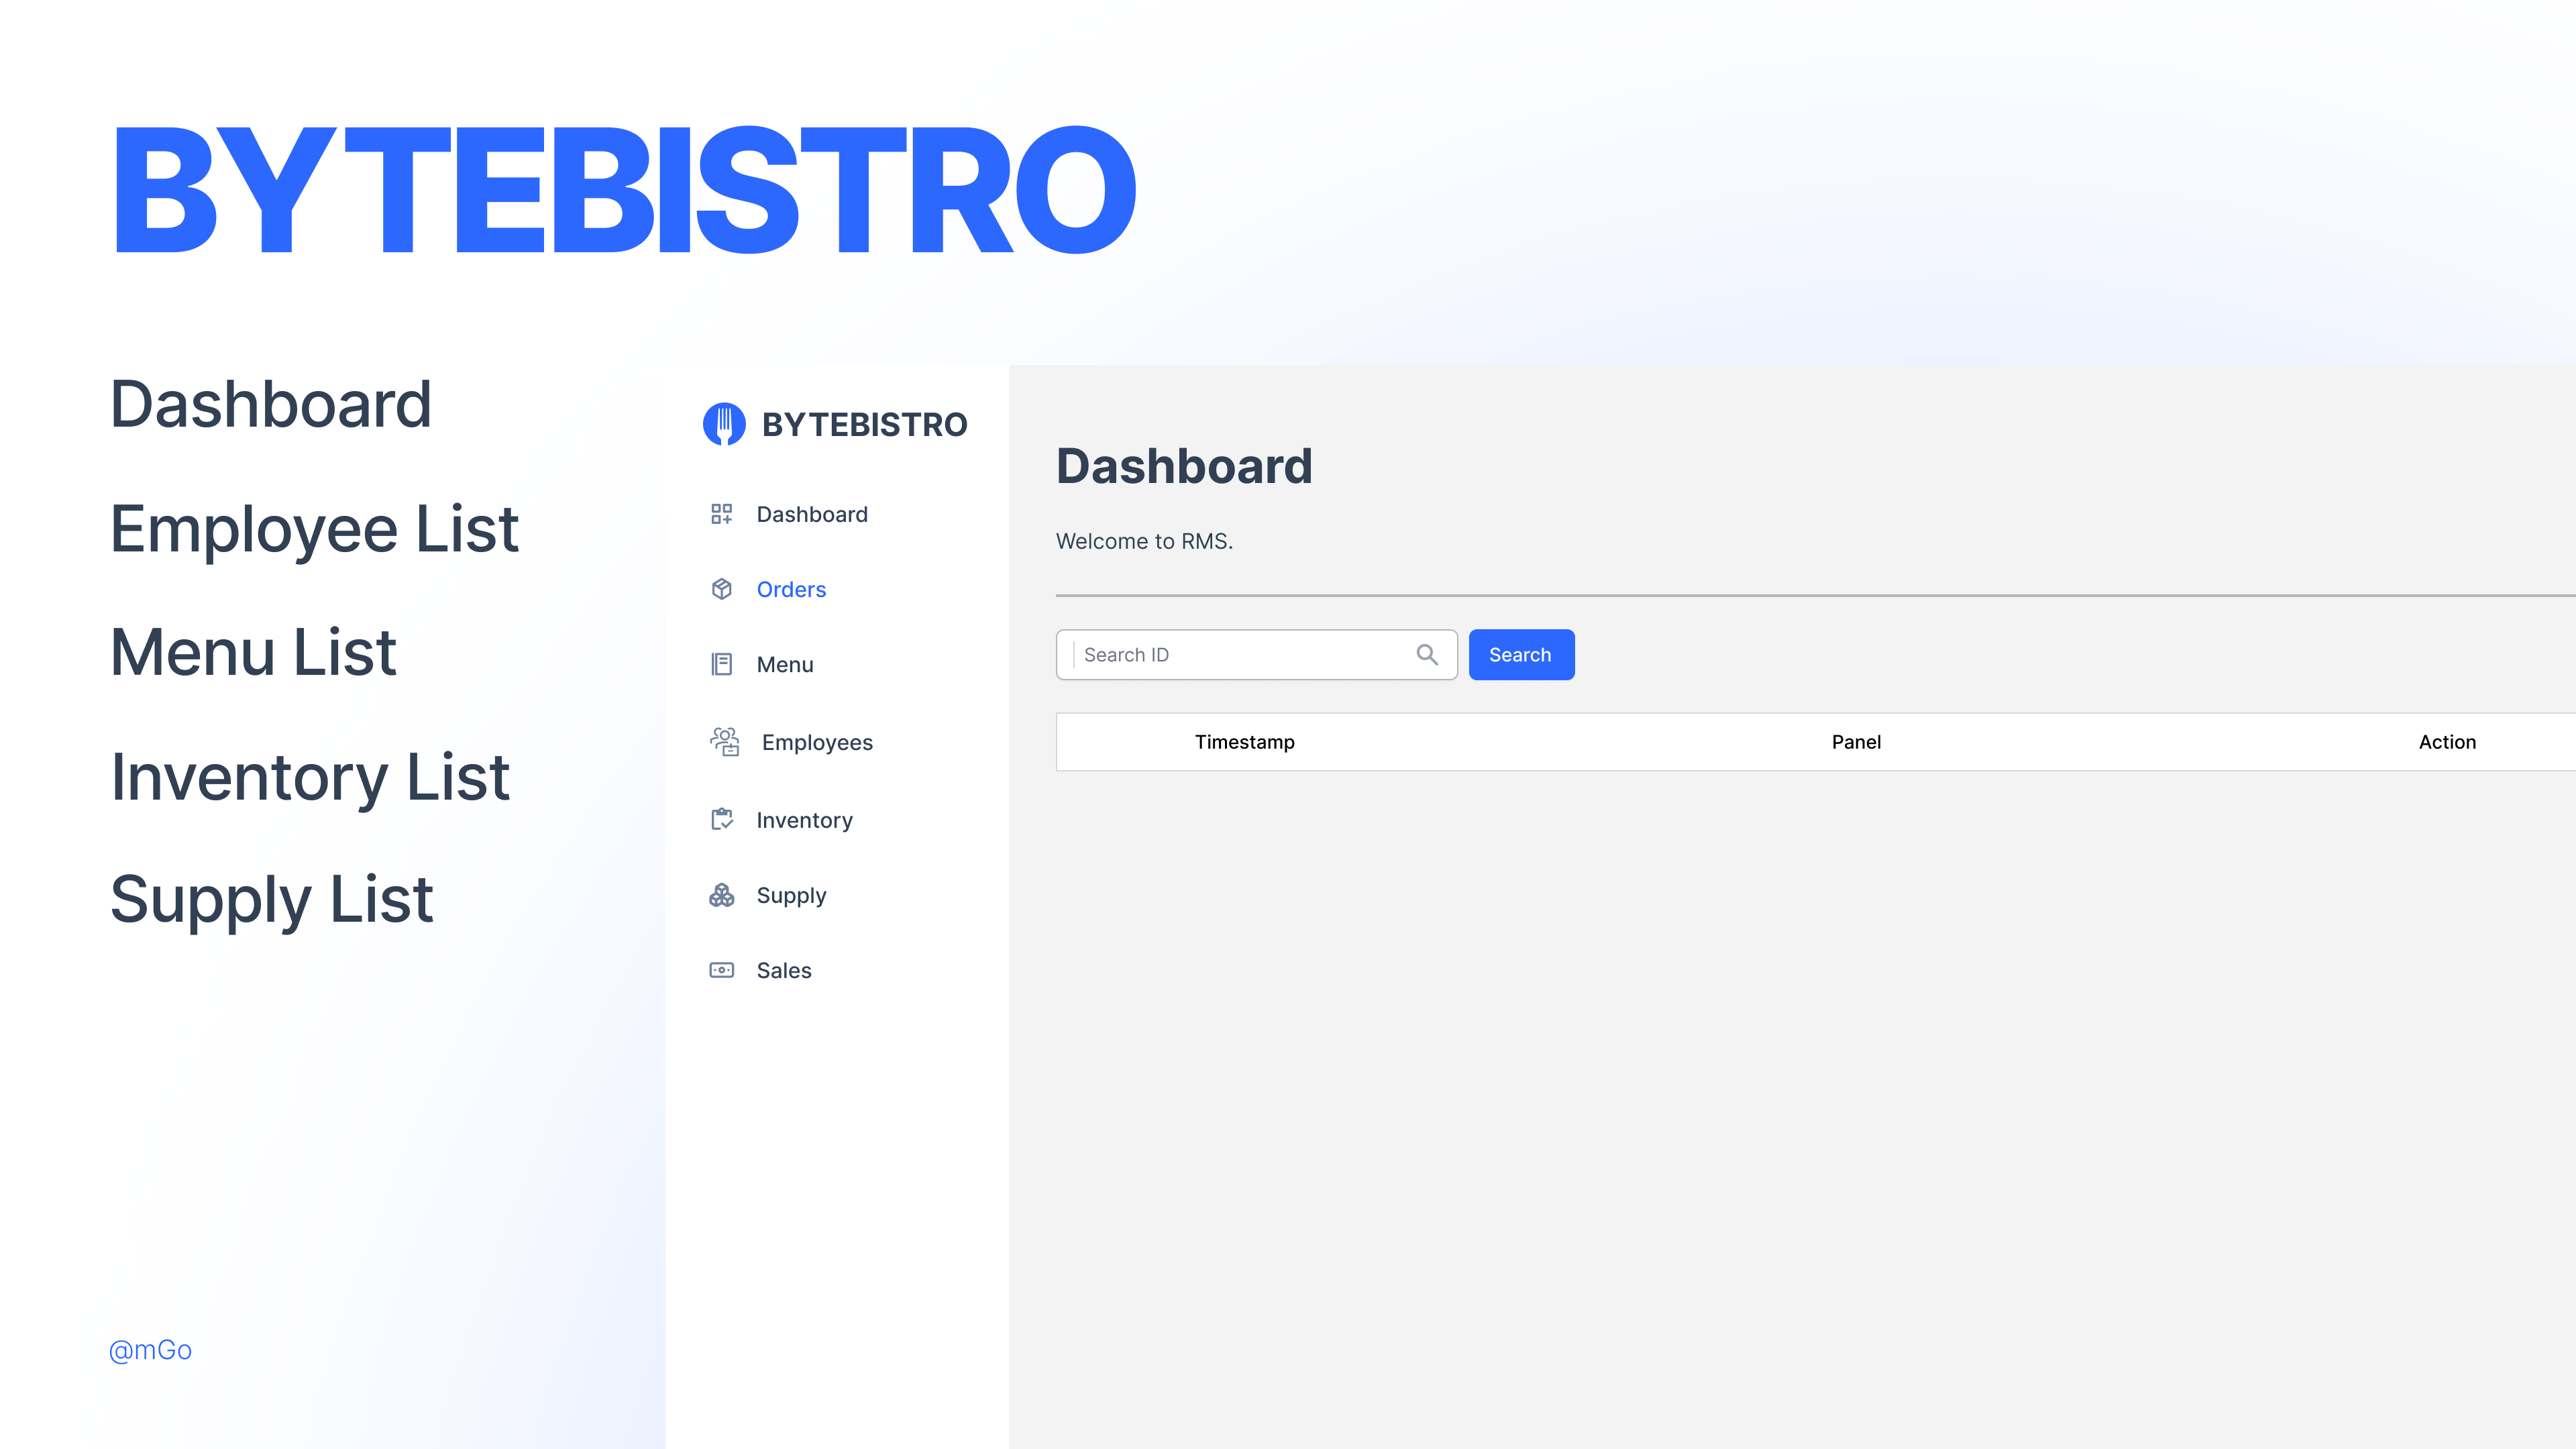 BYTEBISTRO
Dashboard
Employee List
Menu List
Inventory List
Supply List
@mGo
BYTEBISTRO
Dashboard
Orders
Menu
Employees
Inventory
Supply
Sales
Dashboard
Welcome to RMS.
Search ID
Search
Timestamp Panel Action